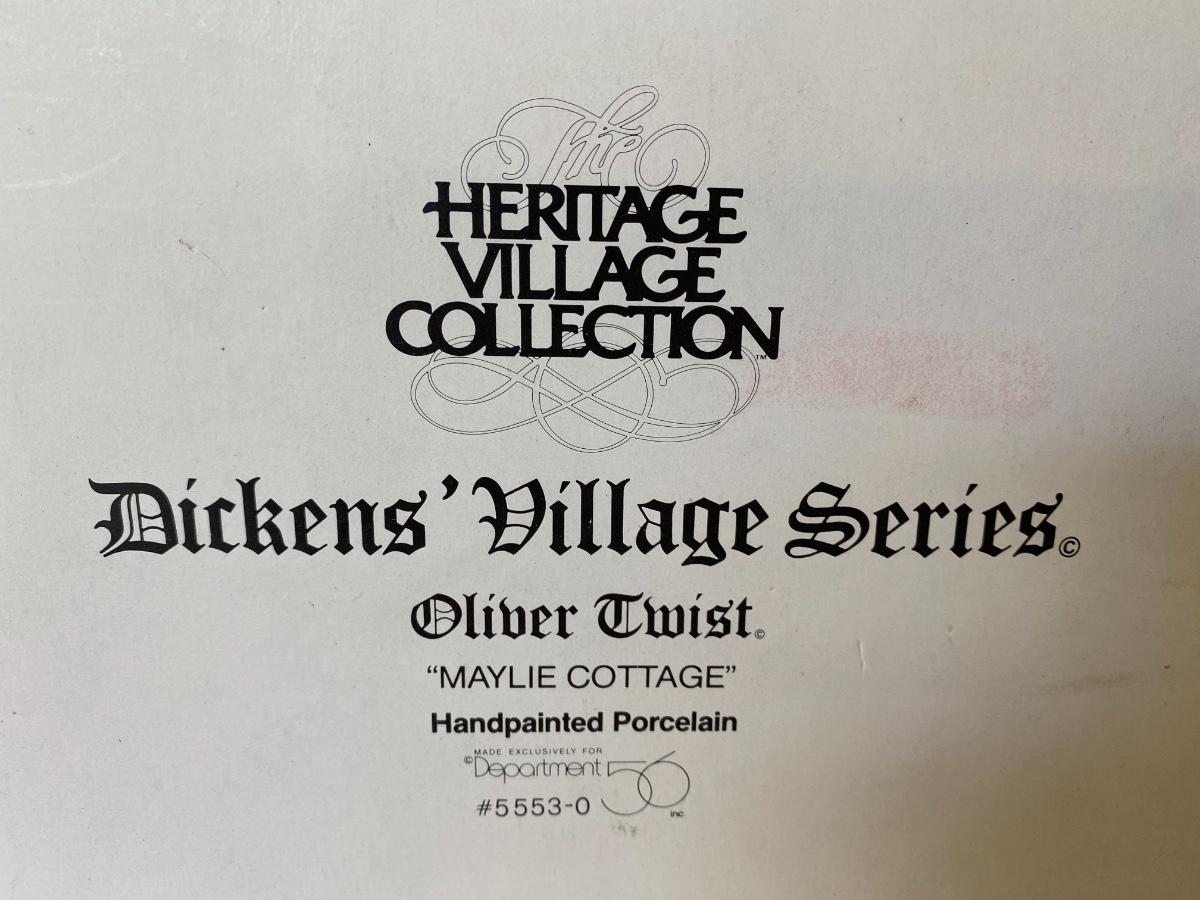 The
HERITAGE
VILLAGE
COLLECTION™
Dickens' Village Series©
Oliver Twist©
“MAYLIE COTTAGE”
Handpainted Porcelain
MADE EXCLUSIVELY FOR
©Department 56 inc.
#5553-0